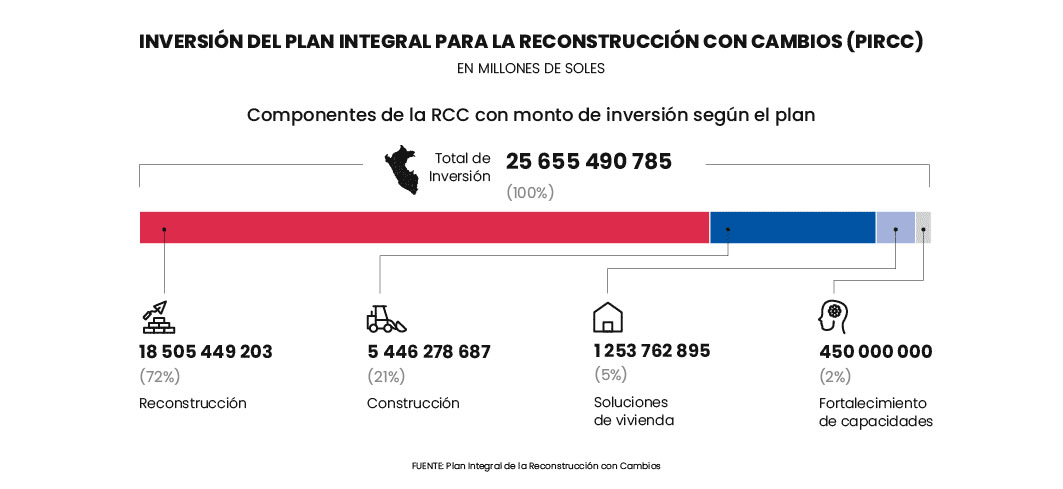 INVERSIÓN DEL PLAN INTEGRAL PARA LA RECONSTRUCCIÓN CON CAMBIOS (PIRCC)
EN MILLONES DE SOLES
Componentes de la RCC con monto de inversión según el plan
Total de
Inversión
25 655 490 785
(100%)
18 505 449 203
(72%)
Reconstrucción
5 446 278 687
(21%)
Construcción
1 253 762 895
(5%)
Soluciones
de vivienda
450 000 000
(2%)
Fortalecimiento
de capacidades
FUENTE: Plan Integral de la Reconstrucción con Cambios